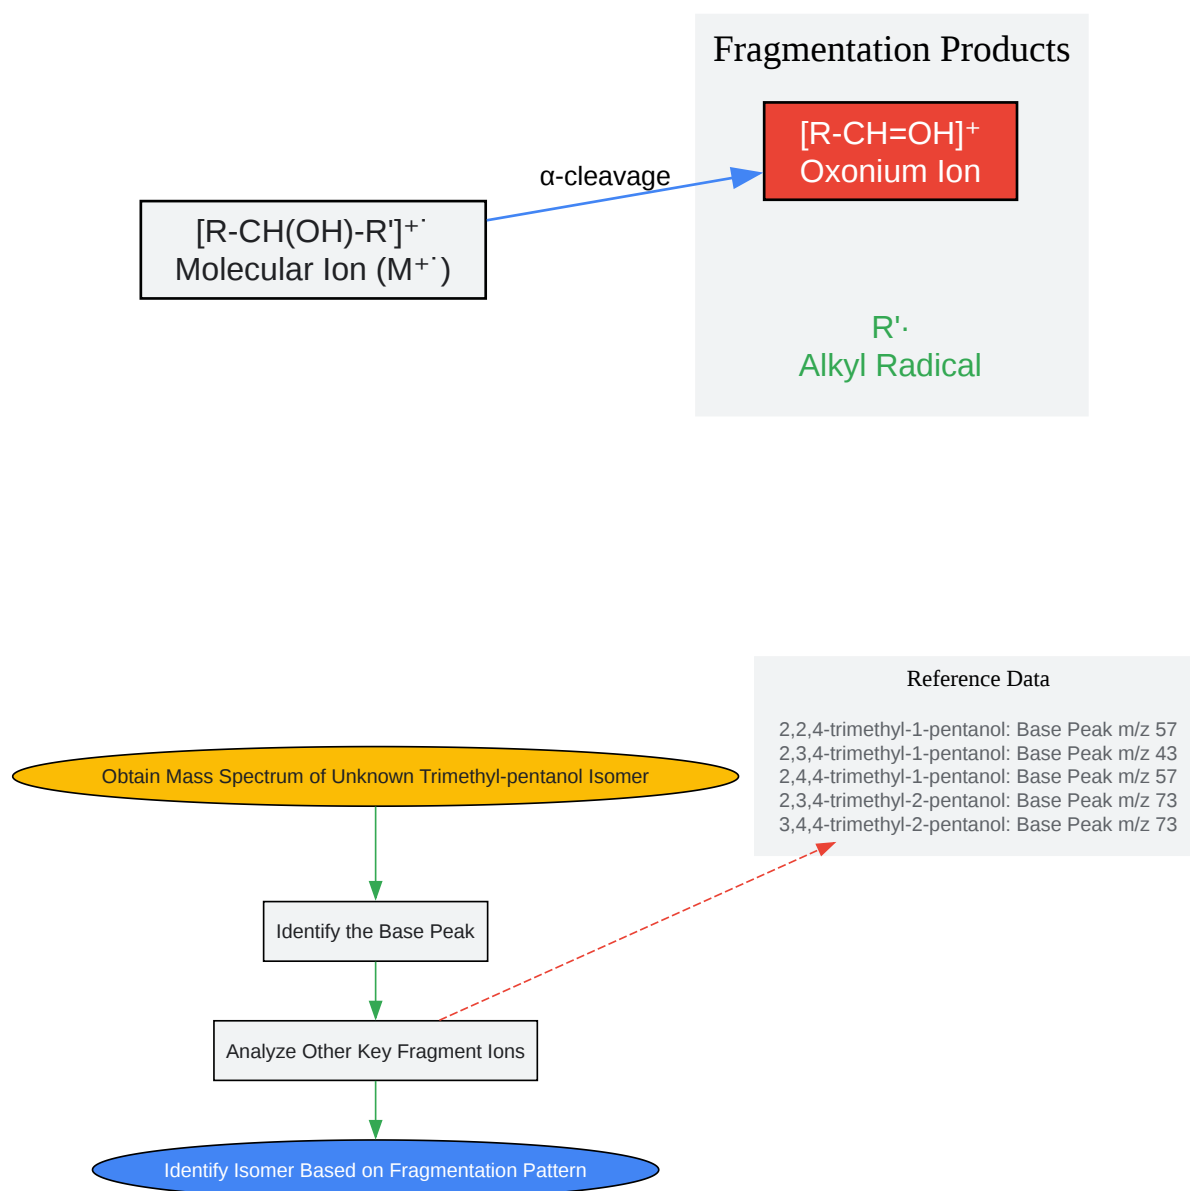 Fragmentation Products
[R-CH=OH]⁺
Oxonium Ion
α-cleavage
[R-CH(OH)-R']⁺˙
Molecular Ion (M⁺˙)
R'·
Alkyl Radical
Reference Data
2,2,4-trimethyl-1-pentanol: Base Peak m/z 57
2,3,4-trimethyl-1-pentanol: Base Peak m/z 43
2,4,4-trimethyl-1-pentanol: Base Peak m/z 57
2,3,4-trimethyl-2-pentanol: Base Peak m/z 73
3,4,4-trimethyl-2-pentanol: Base Peak m/z 73
Obtain Mass Spectrum of Unknown Trimethyl-pentanol Isomer
Identify the Base Peak
Analyze Other Key Fragment Ions
Identify Isomer Based on Fragmentation Pattern